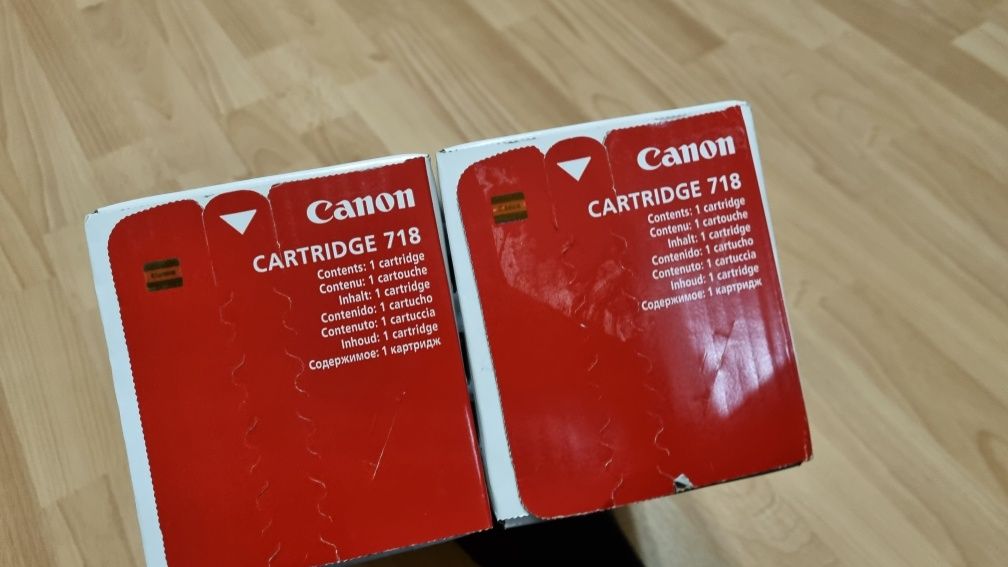 Canon
CARTRIDGE 718
Contents: 1 cartridge
Contenu: 1 cartouche
Inhalt: 1 cartridge
Contenido: 1 cartucho
Contenuto: 1 cartuccia
Inhoud: 1 cartridge
Содержимое: 1 картридж
Canon
CARTRIDGE 718
Contents: 1 cartridge
Contenu: 1 cartouche
Inhalt: 1 cartridge
Contenido: 1 cartucho
Contenuto: 1 cartuccia
Inhoud: 1 cartridge
Содержимое: 1 картридж